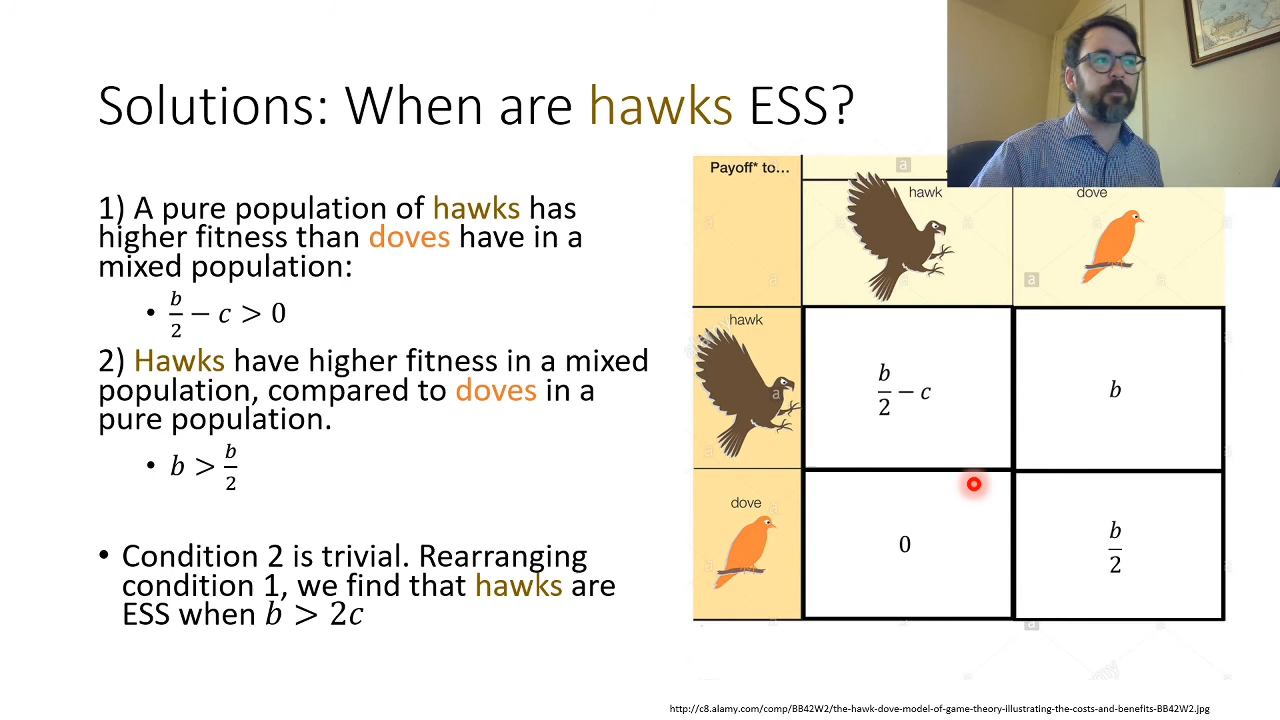 Solutions: When are hawks ESS?
1) A pure population of hawks has
higher fitness than doves have in a
mixed population:
• b/2 − c > 0
2) Hawks have higher fitness in a mixed
population, compared to doves in a
pure population.
• b > b/2
• Condition 2 is trivial. Rearranging
condition 1, we find that hawks are
ESS when b > 2c
Payoff* to...
hawk
dove
hawk
b/2 − c
b
dove
0
b/2
http://c8.alamy.com/comp/BB42W2/the-hawk-dove-model-of-game-theory-illustrating-the-costs-and-benefits-BB42W2.jpg